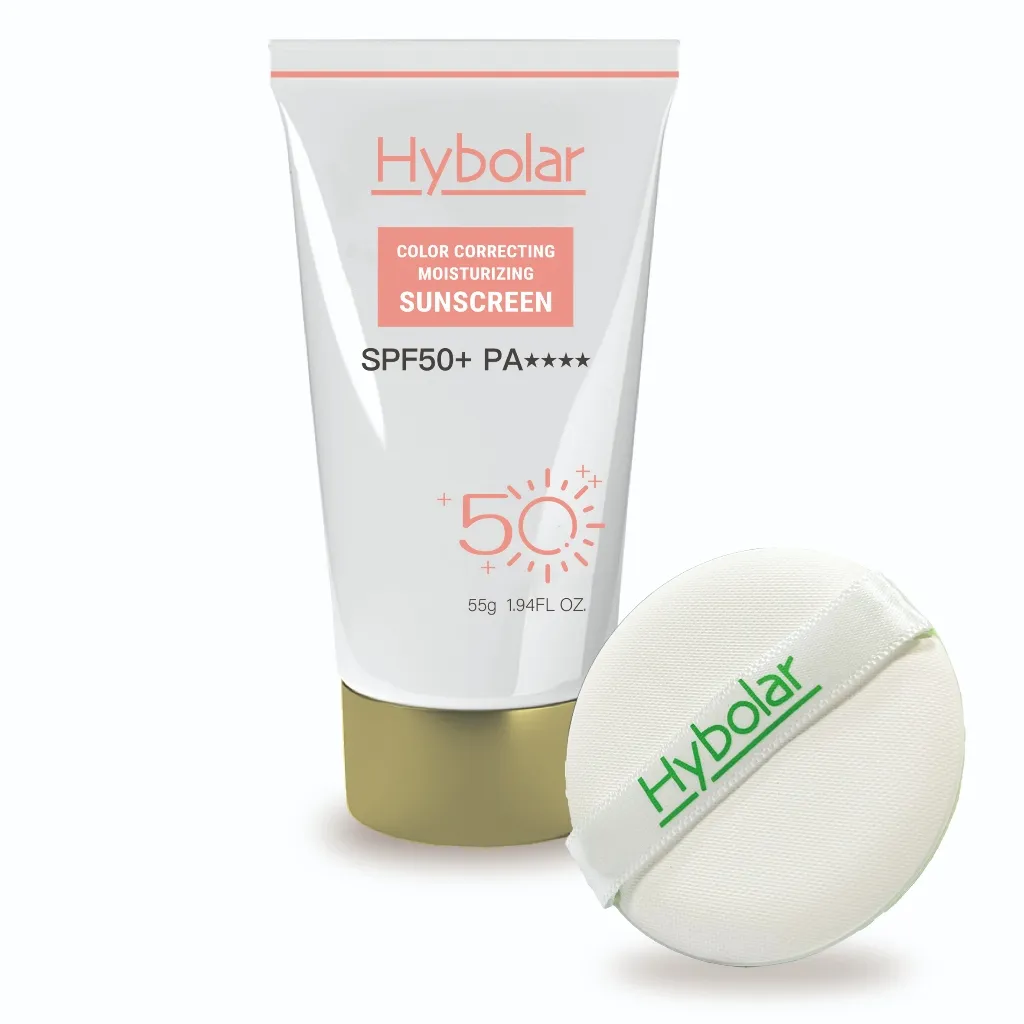 Hybolar
COLOR CORRECTING
MOISTURIZING
SUNSCREEN
SPF50+ PA★★★★
50
55g 1.94FL OZ.
Hybolar